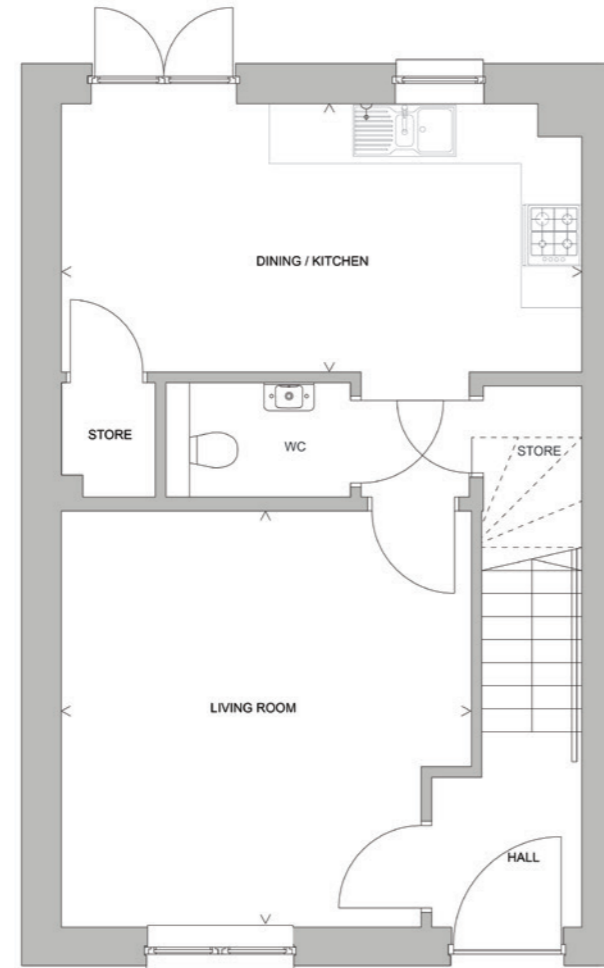 DINING / KITCHEN
STORE
WC
STORE
LIVING ROOM
HALL